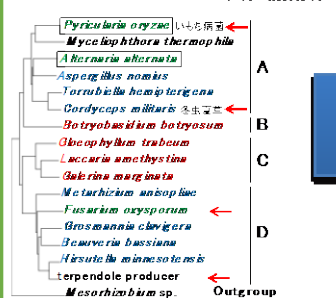 Pyricularia oryzae いもち病菌
Myceliophthora thermophila
Alternaria alternata
Aspergillus nomius
Torrubiella hemipterigena
Cordyceps militaris 冬虫夏草
A
Botryobasidium botryosum
B
Gloeophyllum trabeum
Laccaria amethystina
Galerina marginata
C
Metarhizium anisopliae
Fusarium oxysporum
Grosmannia clavigera
Beauveria bassiana
Hirsutella minnesotensis
terpendole producer
D
Mesorhizobium sp. Outgroup